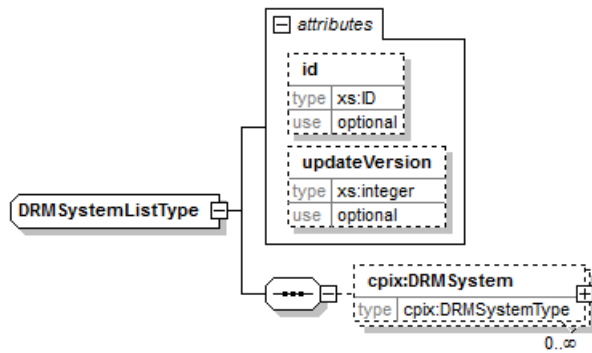 attributes
id
type xs:ID
use optional
updateVersion
type xs:integer
use optional
DRMSystemListType
cpix:DRMSystem
type cpix:DRMSystemType
0..∞